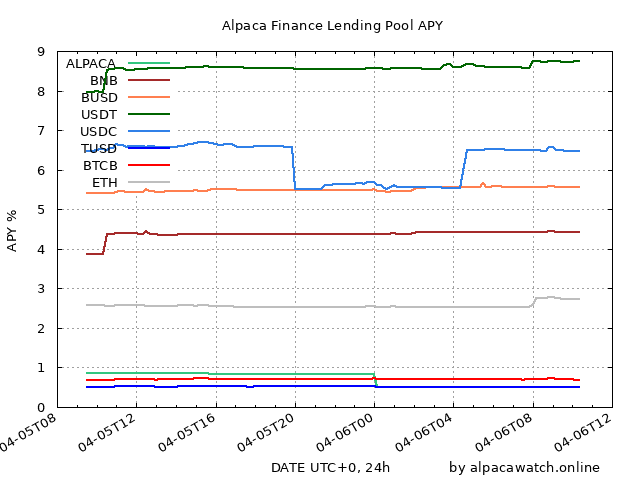 Alpaca Finance Lending Pool APY
9
8
7
6
5
4
3
2
1
0
APY %
ALPACA
BNB
BUSD
USDT
USDC
TUSD
BTCB
ETH
04-05T08
04-05T12
04-05T16
04-05T20
04-06T00
04-06T04
04-06T08
04-06T12
DATE UTC+0, 24h
by alpacawatch.online